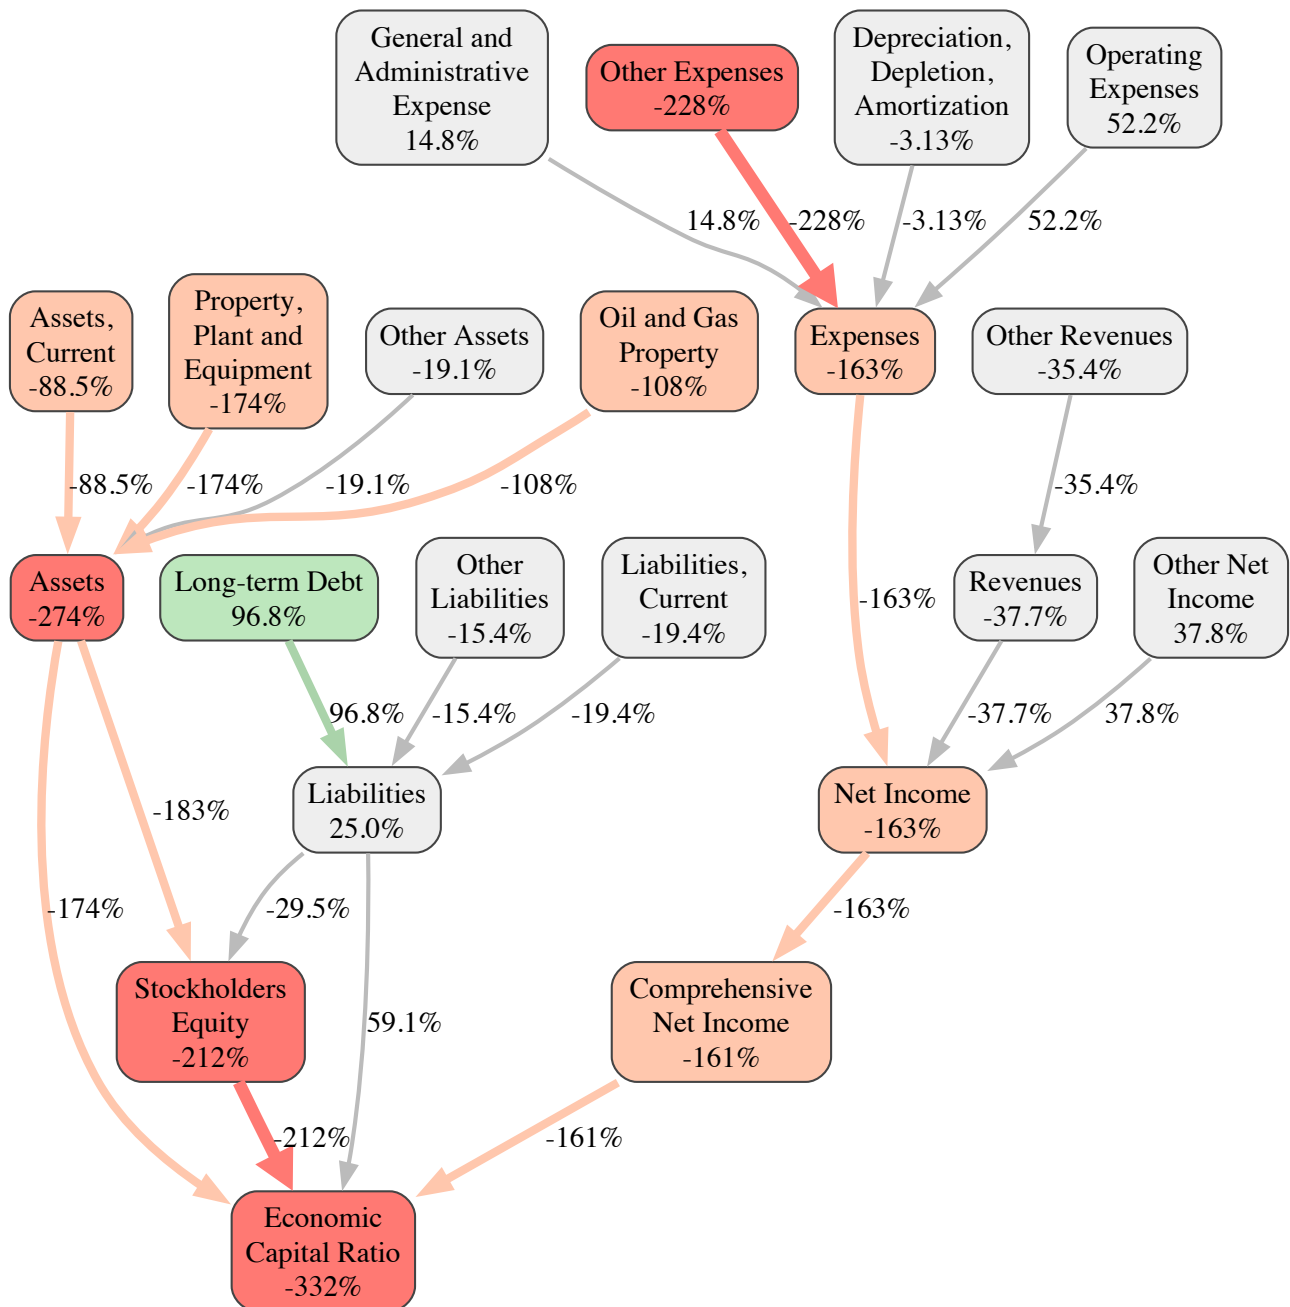 General and
Administrative
Expense
14.8%
Other Expenses
-228%
Depreciation,
Depletion,
Amortization
-3.13%
Operating
Expenses
52.2%
14.8%
-228%
-3.13%
52.2%
Assets,
Current
-88.5%
Property,
Plant and
Equipment
-174%
Other Assets
-19.1%
Oil and Gas
Property
-108%
Expenses
-163%
Other Revenues
-35.4%
-88.5%
-174%
-19.1%
-108%
-35.4%
Assets
-274%
Long-term Debt
96.8%
Other
Liabilities
-15.4%
Liabilities,
Current
-19.4%
-163%
Revenues
-37.7%
Other Net
Income
37.8%
96.8%
-15.4%
-19.4%
-37.7%
37.8%
-183%
Liabilities
25.0%
Net Income
-163%
-174%
-29.5%
-163%
Stockholders
Equity
-212%
59.1%
Comprehensive
Net Income
-161%
-212%
-161%
Economic
Capital Ratio
-332%